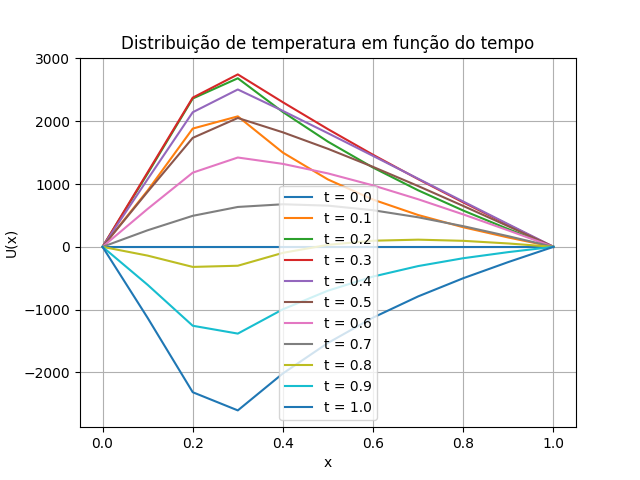 Distribuição de temperatura em função do tempo
3000
2000
1000
0
−1000
−2000
U(x)
t = 0.0
t = 0.1
t = 0.2
t = 0.3
t = 0.4
t = 0.5
t = 0.6
t = 0.7
t = 0.8
t = 0.9
t = 1.0
0.0 0.2 0.4 0.6 0.8 1.0
x